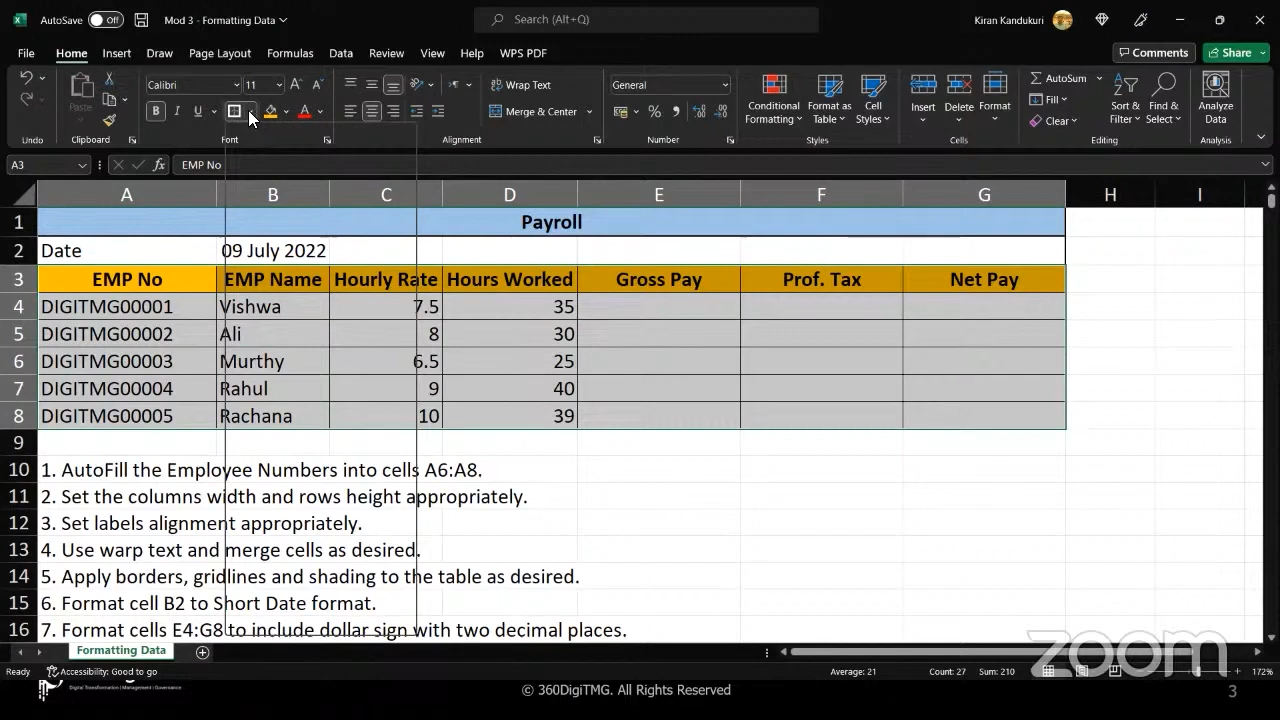 AutoSave Off Mod 3 - Formatting Data Search (Alt+Q) Kiran Kandukuri
File Home Insert Draw Page Layout Formulas Data Review View Help WPS PDF Comments Share
Paste Calibri 11 A A Wrap Text General Conditional Format as Cell Insert Delete Format AutoSum Sort & Find & Analyze
B I U A Merge & Center % Formatting Table Styles Fill Clear Filter Select Data
Undo Clipboard Font Alignment Number Styles Cells Editing Analysis
A3 fx EMP No
A B C D E F G H I
1 Payroll
2 Date 09 July 2022
3 EMP No EMP Name Hourly Rate Hours Worked Gross Pay Prof. Tax Net Pay
4 DIGITMG00001 Vishwa 7.5 35
5 DIGITMG00002 Ali 8 30
6 DIGITMG00003 Murthy 6.5 25
7 DIGITMG00004 Rahul 9 40
8 DIGITMG00005 Rachana 10 39
9
10 1. AutoFill the Employee Numbers into cells A6:A8.
11 2. Set the columns width and rows height appropriately.
12 3. Set labels alignment appropriately.
13 4. Use warp text and merge cells as desired.
14 5. Apply borders, gridlines and shading to the table as desired.
15 6. Format cell B2 to Short Date format.
16 7. Format cells E4:G8 to include dollar sign with two decimal places.
Formatting Data
zoom
Ready Accessibility: Good to go Average: 21 Count: 27 Sum: 210 172%
Digital Transformation | Management | Governance
© 360DigiTMG. All Rights Reserved 3